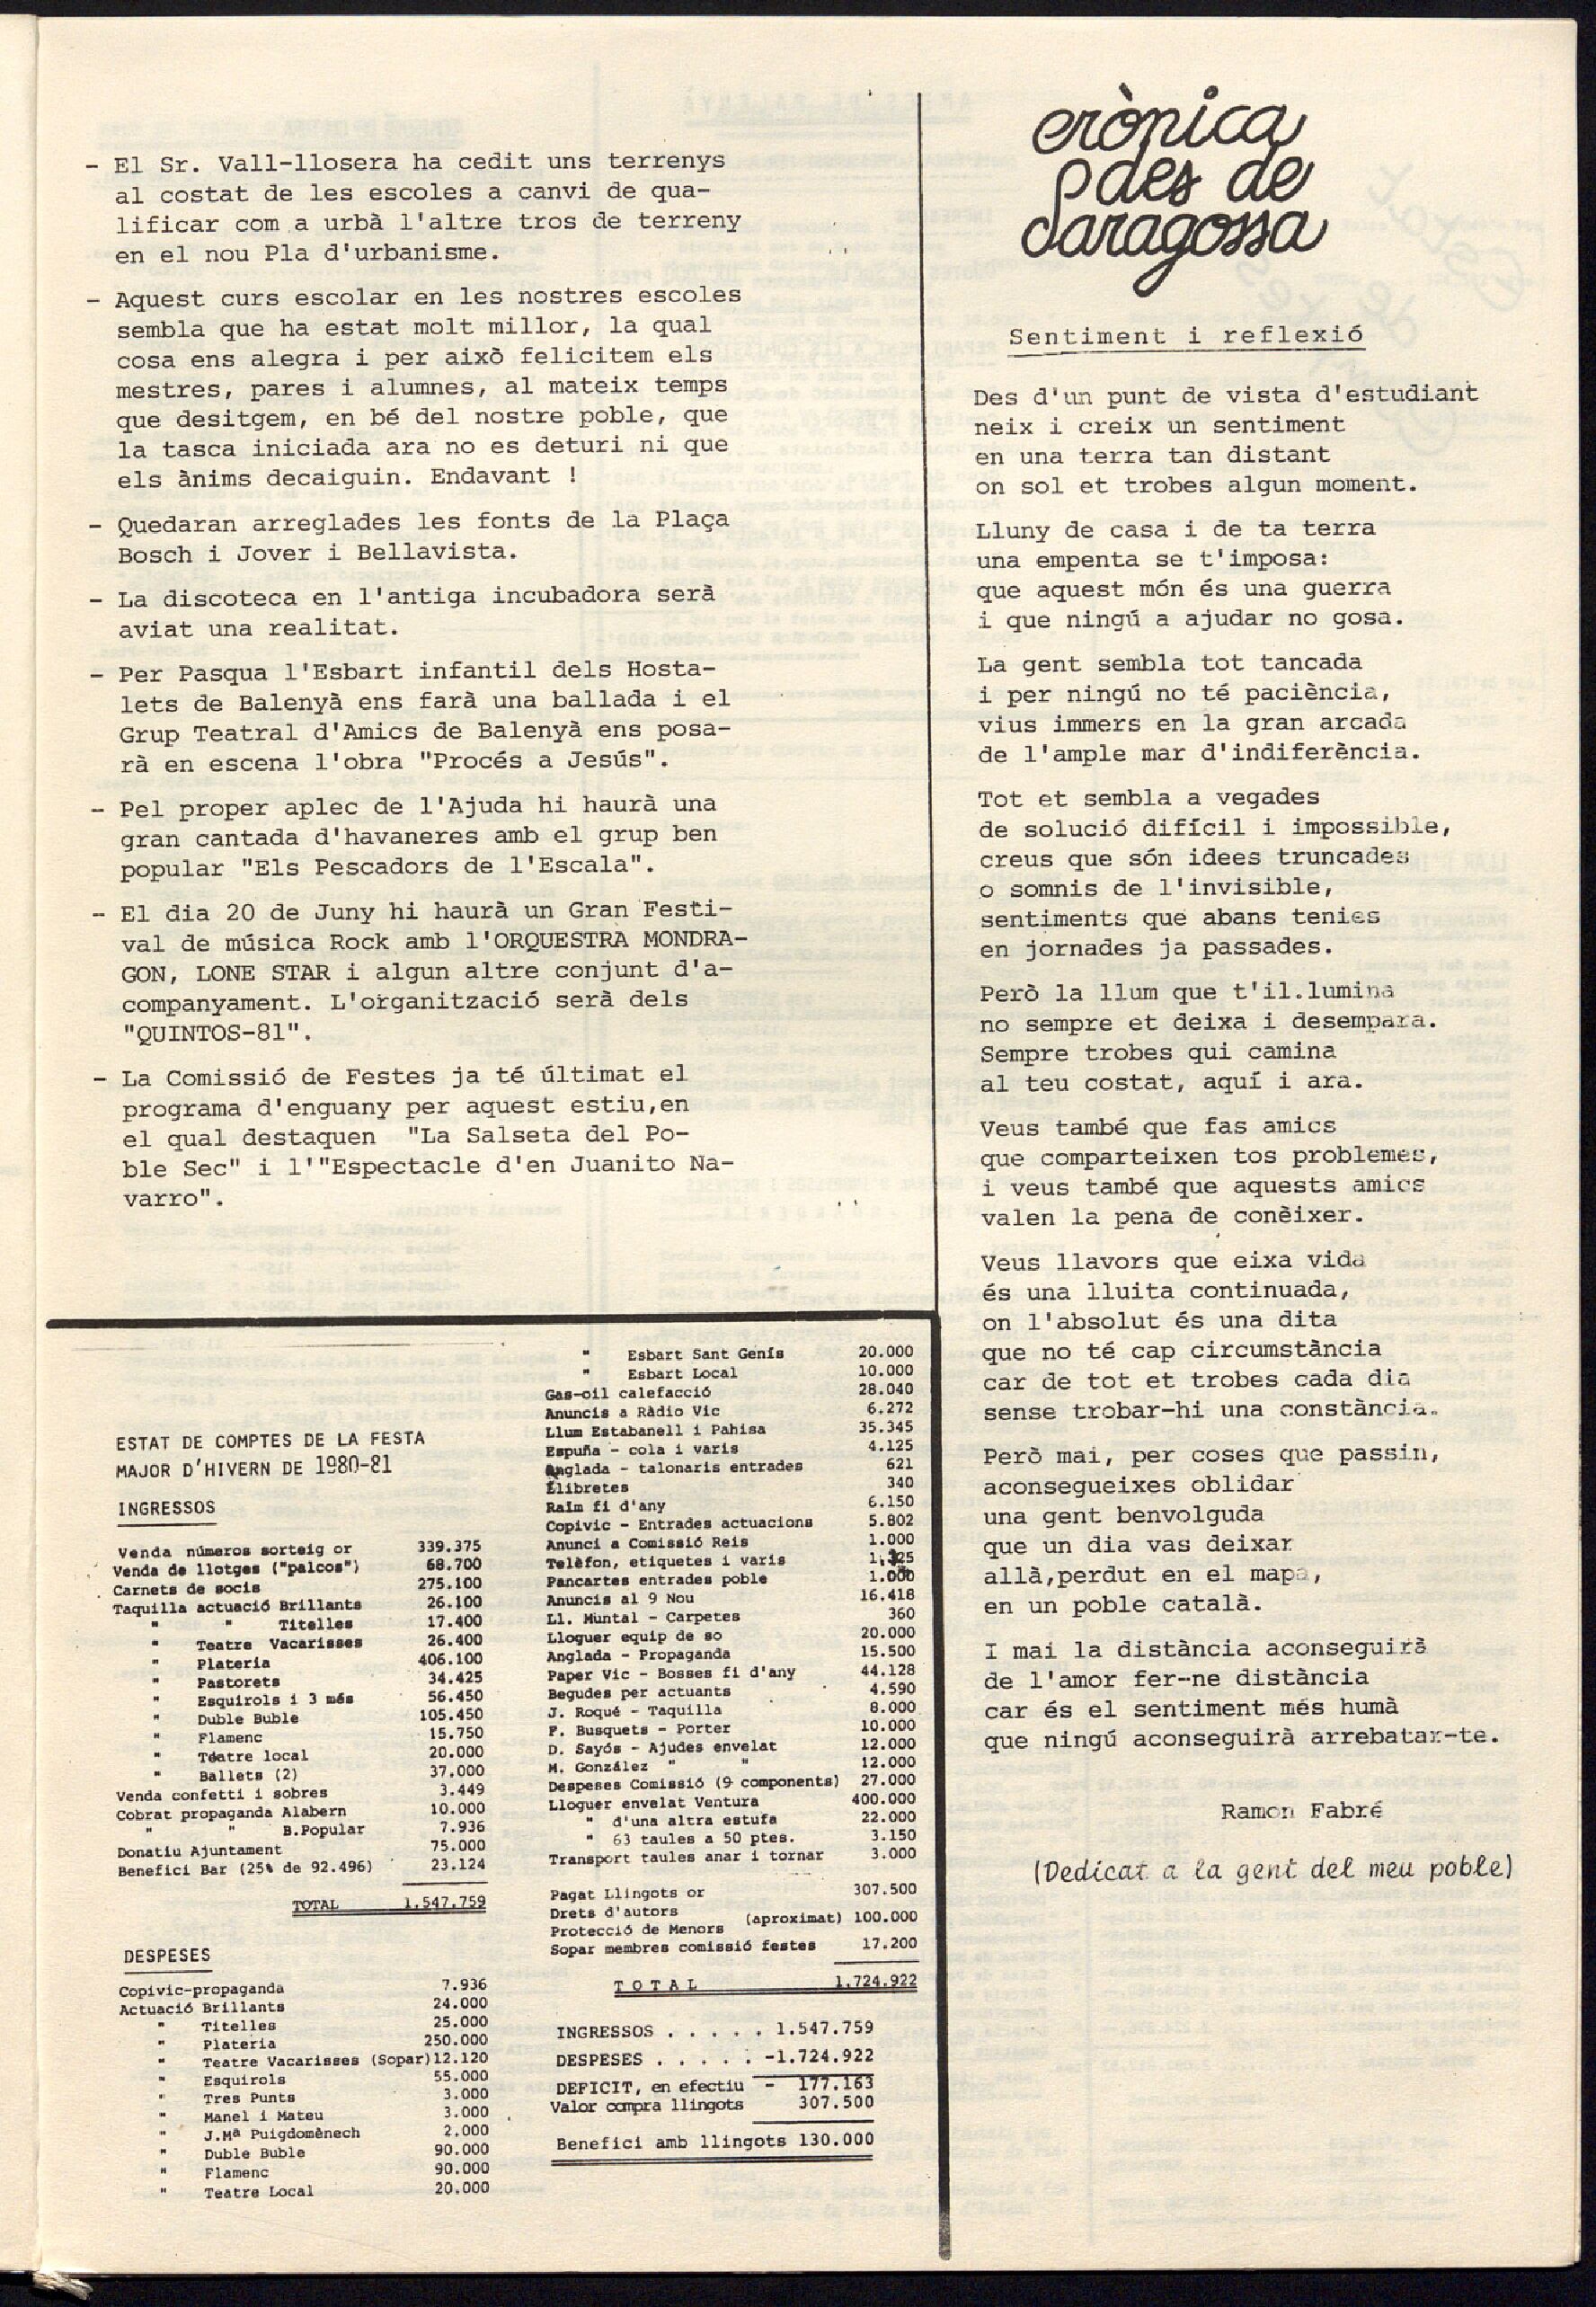 - El Sr. Vall-llosera ha cedit uns terrenys
al costat de les escoles a canvi de qua-
lificar com a urbà l'altre tros de terreny
en el nou Pla d'urbanisme.
- Aquest curs escolar en les nostres escoles
sembla que ha estat molt millor, la qual
cosa ens alegra i per això felicitem els
mestres, pares i alumnes, al mateix temps
que desitgem, en bé del nostre poble, que
la tasca iniciada ara no es deturi ni que
els ànims decaiguin. Endavant !
- Quedaran arreglades les fonts de la Plaça
Bosch i Jover i Bellavista.
- La discoteca en l'antiga incubadora serà
aviat una realitat.
- Per Pasqua l'Esbart infantil dels Hosta-
lets de Balenyà ens farà una ballada i el
Grup Teatral d'Amics de Balenyà ens posa-
rà en escena l'obra "Procés a Jesús".
- Pel proper aplec de l'Ajuda hi haurà una
gran cantada d'havaneres amb el grup ben
popular "Els Pescadors de l'Escala".
- El dia 20 de Juny hi haurà un Gran Festi-
val de música Rock amb l'ORQUESTRA MONDRA-
GON, LONE STAR i algun altre conjunt d'a-
companyament. L'organització serà dels
"QUINTOS-81".
- La Comissió de Festes ja té últimat el
programa d'enguany per aquest estiu,en
el qual destaquen "La Salseta del Po-
ble Sec" i l'"Espectacle d'en Juanito Na-
varro".
ESTAT DE COMPTES DE LA FESTA
MAJOR D'HIVERN DE 1980-81
INGRESSOS
Venda números sorteig or 339.375
Venda de llotges ("palcos") 68.700
Carnets de socis 275.100
Taquilla actuació Brillants 26.100
" " Titelles 17.400
" Teatre Vacarisses 26.400
" Plateria 406.100
" Pastorets 34.425
" Esquirols i 3 més 56.450
" Duble Buble 105.450
" Flamenc 15.750
" Teatre local 20.000
" Ballets (2) 37.000
Venda confetti i sobres 3.449
Cobrat propaganda Alabern 10.000
" " B.Popular 7.936
Donatiu Ajuntament 75.000
Benefici Bar (25% de 92.496) 23.124
TOTAL 1.547.759
DESPESES
Copivic-propaganda 7.936
Actuació Brillants 24.000
" Titelles 25.000
" Plateria 250.000
" Teatre Vacarisses (Sopar)12.120
" Esquirols 55.000
" Tres Punts 3.000
" Manel i Mateu 3.000
" J.Mª Puigdomènech 2.000
" Duble Buble 90.000
" Flamenc 90.000
" Teatre Local 20.000
" Esbart Sant Genís 20.000
" Esbart Local 10.000
Gas-oil calefacció 28.040
Anuncis a Ràdio Vic 6.272
Llum Estabanell i Pahisa 35.345
Espuña - cola i varis 4.125
Anglada - talonaris entrades 621
Llibretes 340
Raim fi d'any 6.150
Copivic - Entrades actuacions 5.802
Anunci a Comissió Reis 1.000
Telèfon, etiquetes i varis
Pancartes entrades poble 1.000
Anuncis al 9 Nou 16.418
Ll. Muntal - Carpetes 360
Lloguer equip de so 20.000
Anglada - Propaganda 15.500
Paper Vic - Bosses fi d'any 44.128
Begudes per actuants 4.590
J. Roqué - Taquilla 8.000
F. Busquets - Porter 10.000
D. Sayós - Ajudes envelat 12.000
M. González " " 12.000
Despeses Comissió (9 components) 27.000
Lloguer envelat Ventura 400.000
" d'una altra estufa 22.000
" 63 taules a 50 ptes. 3.150
Transport taules anar i tornar 3.000
Pagat Llingots or 307.500
Drets d'autors
Protecció de Menors (aproximat) 100.000
Sopar membres comissió festes 17.200
T O T A L 1.724.922
INGRESSOS . . . . . 1.547.759
DESPESES . . . . . -1.724.922
DEFICIT, en efectiu - 177.163
Valor compra llingots 307.500
Benefici amb llingots 130.000
crònica
des de
Saragossa
Sentiment i reflexió
Des d'un punt de vista d'estudiant
neix i creix un sentiment
en una terra tan distant
on sol et trobes algun moment.
Lluny de casa i de ta terra
una empenta se t'imposa:
que aquest món és una guerra
i que ningú a ajudar no gosa.
La gent sembla tot tancada
i per ningú no té paciència,
vius immers en la gran arcada
de l'ample mar d'indiferència.
Tot et sembla a vegades
de solució difícil i impossible,
creus que són idees truncades
o somnis de l'invisible,
sentiments que abans tenies
en jornades ja passades.
Però la llum que t'il.lumina
no sempre et deixa i desempara.
Sempre trobes qui camina
al teu costat, aquí i ara.
Veus també que fas amics
que comparteixen tos problemes,
i veus també que aquests amics
valen la pena de conèixer.
Veus llavors que eixa vida
és una lluita continuada,
on l'absolut és una dita
que no té cap circumstància
car de tot et trobes cada dia
sense trobar-hi una constància.
Però mai, per coses que passin,
aconsegueixes oblidar
una gent benvolguda
que un dia vas deixar
allà,perdut en el mapa,
en un poble català.
I mai la distància aconseguirà
de l'amor fer-ne distància
car és el sentiment més humà
que ningú aconseguirà arrebatar-te.
Ramon Fabré
(Dedicat a la gent del meu poble)